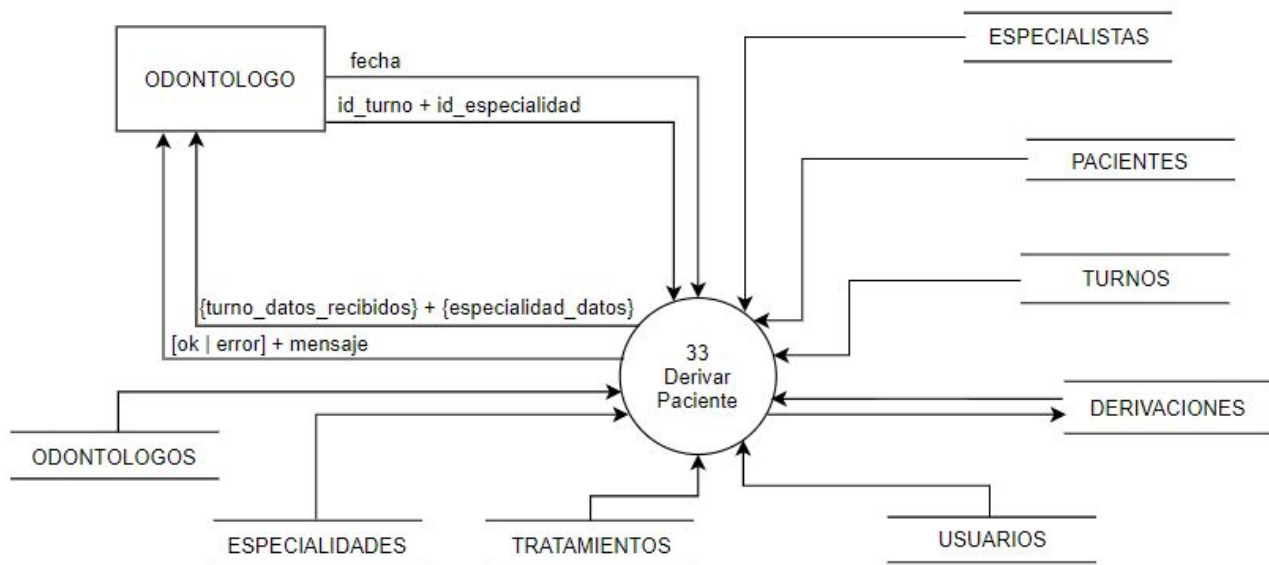 ESPECIALISTAS
fecha
ODONTOLOGO
id_turno + id_especialidad
PACIENTES
TURNOS
{turno_datos_recibidos} + {especialidad_datos}
[ok | error] + mensaje
33
Derivar
Paciente
DERIVACIONES
ODONTOLOGOS
ESPECIALIDADES
TRATAMIENTOS
USUARIOS